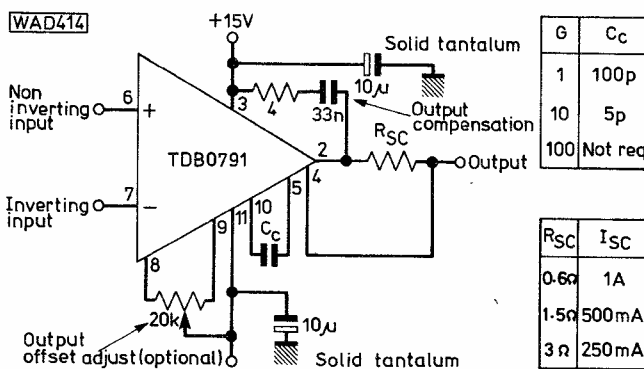 WAD414
+15V
Solid tantalum
10μ
3
4
33n
Output
compensation
Non
inverting
input
6
+
TDB0791
2
RSC
Output
4
5
Inverting
input
7
−
10
11
9
8
Cc
20k
10μ
Output
offset adjust (optional)
Solid tantalum
G Cc
1 100p
10 5p
100 Not req
RSC ISC
0·6Ω 1A
1·5Ω 500mA
3Ω 250mA